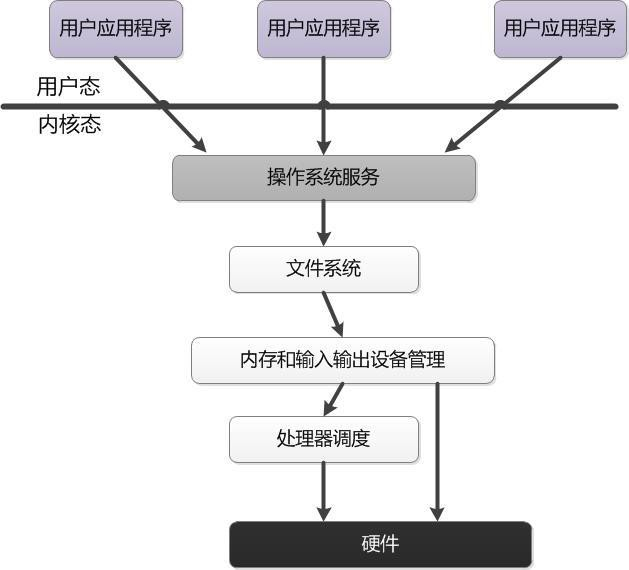 用户应用程序
用户应用程序
用户应用程序
用户态
内核态
操作系统服务
文件系统
内存和输入输出设备管理
处理器调度
硬件